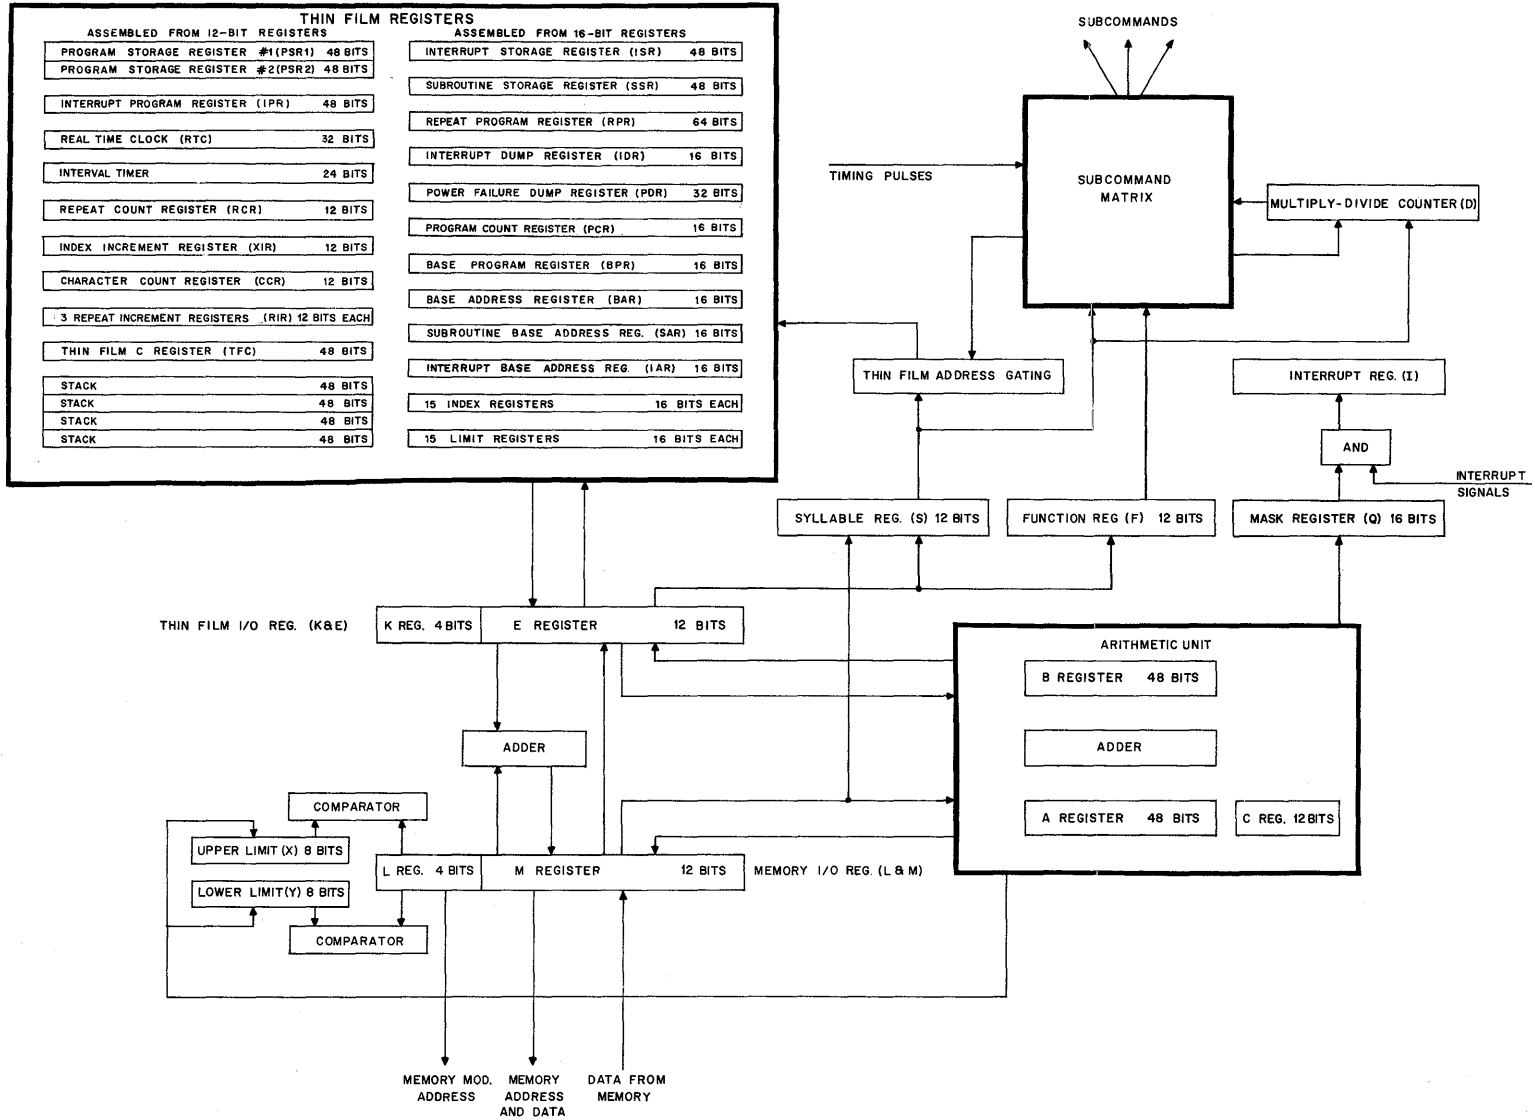 THIN FILM REGISTERS
ASSEMBLED FROM 12-BIT REGISTERS
PROGRAM STORAGE REGISTER #1(PSR1) 48 BITS
PROGRAM STORAGE REGISTER #2(PSR2) 48 BITS
INTERRUPT PROGRAM REGISTER (IPR) 48 BITS
REAL TIME CLOCK (RTC) 32 BITS
INTERVAL TIMER 24 BITS
REPEAT COUNT REGISTER (RCR) 12 BITS
INDEX INCREMENT REGISTER (XIR) 12 BITS
CHARACTER COUNT REGISTER (CCR) 12 BITS
3 REPEAT INCREMENT REGISTERS (RIR) 12 BITS EACH
THIN FILM C REGISTER (TFC) 48 BITS
STACK 48 BITS
STACK 48 BITS
STACK 48 BITS
STACK 48 BITS
ASSEMBLED FROM 16-BIT REGISTERS
INTERRUPT STORAGE REGISTER (ISR) 48 BITS
SUBROUTINE STORAGE REGISTER (SSR) 48 BITS
REPEAT PROGRAM REGISTER (RPR) 64 BITS
INTERRUPT DUMP REGISTER (IDR) 16 BITS
POWER FAILURE DUMP REGISTER (PDR) 32 BITS
PROGRAM COUNT REGISTER (PCR) 16 BITS
BASE PROGRAM REGISTER (BPR) 16 BITS
BASE ADDRESS REGISTER (BAR) 16 BITS
SUBROUTINE BASE ADDRESS REG. (SAR) 16 BITS
INTERRUPT BASE ADDRESS REG. (IAR) 16 BITS
15 INDEX REGISTERS 16 BITS EACH
15 LIMIT REGISTERS 16 BITS EACH
SUBCOMMANDS
TIMING PULSES
SUBCOMMAND
MATRIX
MULTIPLY-DIVIDE COUNTER (D)
THIN FILM ADDRESS GATING
INTERRUPT REG. (I)
AND
INTERRUPT
SIGNALS
SYLLABLE REG. (S) 12 BITS
FUNCTION REG (F) 12 BITS
MASK REGISTER (Q) 16 BITS
THIN FILM I/O REG. (K&E)
K REG. 4 BITS
E REGISTER 12 BITS
ARITHMETIC UNIT
B REGISTER 48 BITS
ADDER
A REGISTER 48 BITS
C REG. 12 BITS
ADDER
COMPARATOR
UPPER LIMIT (X) 8 BITS
L REG. 4 BITS
M REGISTER 12 BITS
MEMORY I/O REG. (L & M)
LOWER LIMIT (Y) 8 BITS
COMPARATOR
MEMORY MOD.
ADDRESS
MEMORY
ADDRESS
AND DATA
DATA FROM
MEMORY